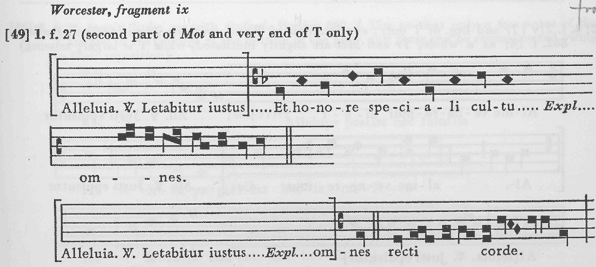 Worcester, fragment ix
[49] 1. f. 27 (second part of Mot and very end of T only)
Alleluia. ℣. Letabitur iustus.....Et.ho-no-re spe-ci-a-li cul-tu..... Expl....
om - - nes.
Alleluia. ℣. Letabitur iustus....Expl....om - nes recti corde.